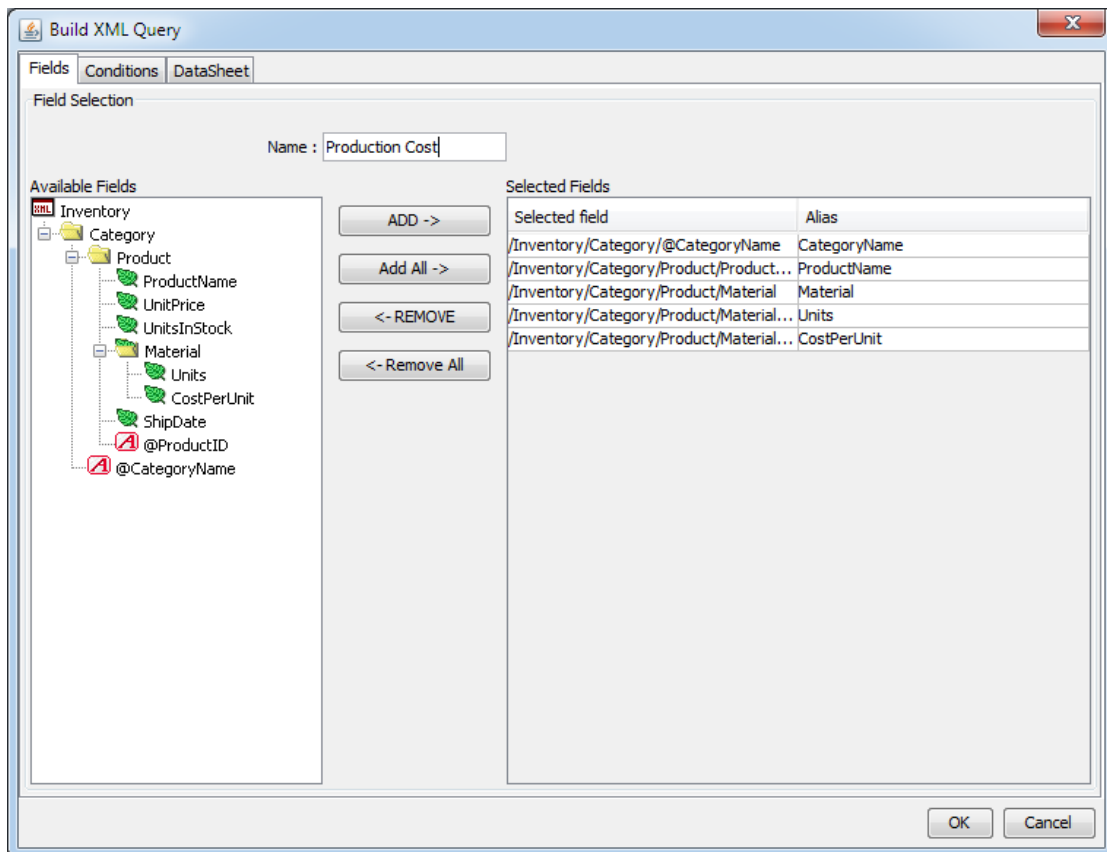 Build XML Query
Fields Conditions DataSheet
Field Selection
Name : Production Cost
Available Fields
Selected Fields
XML Inventory
Category
Product
ProductName
UnitPrice
UnitsInStock
Material
Units
CostPerUnit
ShipDate
A @ProductID
A @CategoryName
ADD ->
Add All ->
<- REMOVE
<- Remove All
Selected field Alias
/Inventory/Category/@CategoryName CategoryName
/Inventory/Category/Product/Product... ProductName
/Inventory/Category/Product/Material Material
/Inventory/Category/Product/Material... Units
/Inventory/Category/Product/Material... CostPerUnit
OK Cancel